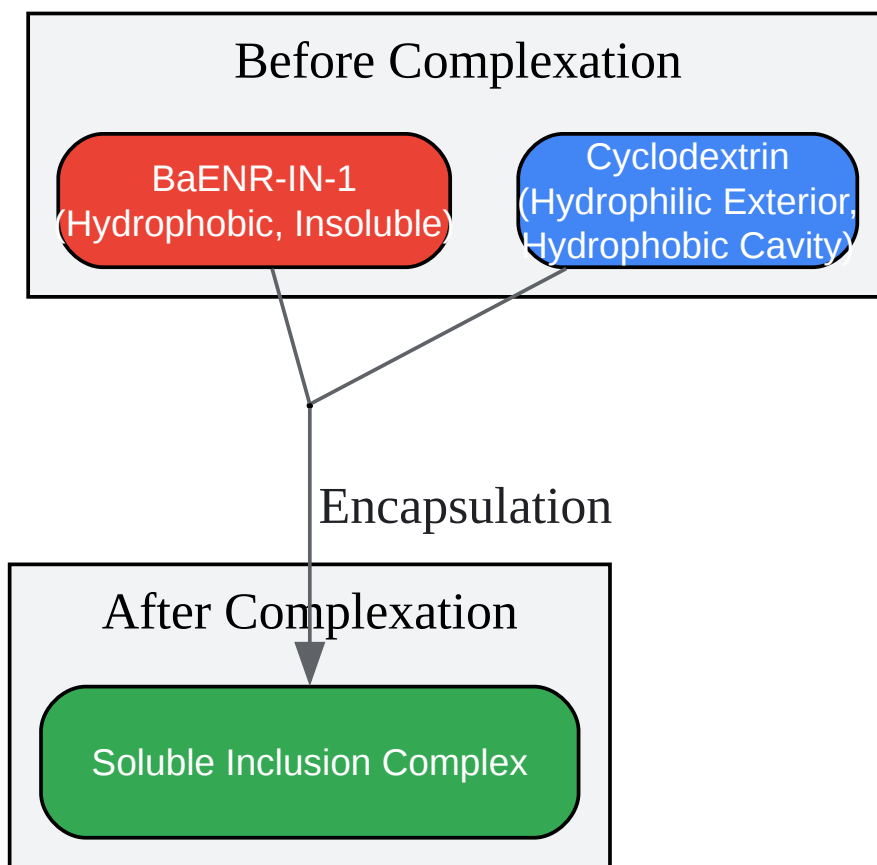 Before Complexation
BaENR-IN-1
(Hydrophobic, Insoluble)
Cyclodextrin
(Hydrophilic Exterior,
Hydrophobic Cavity)
Encapsulation
After Complexation
Soluble Inclusion Complex